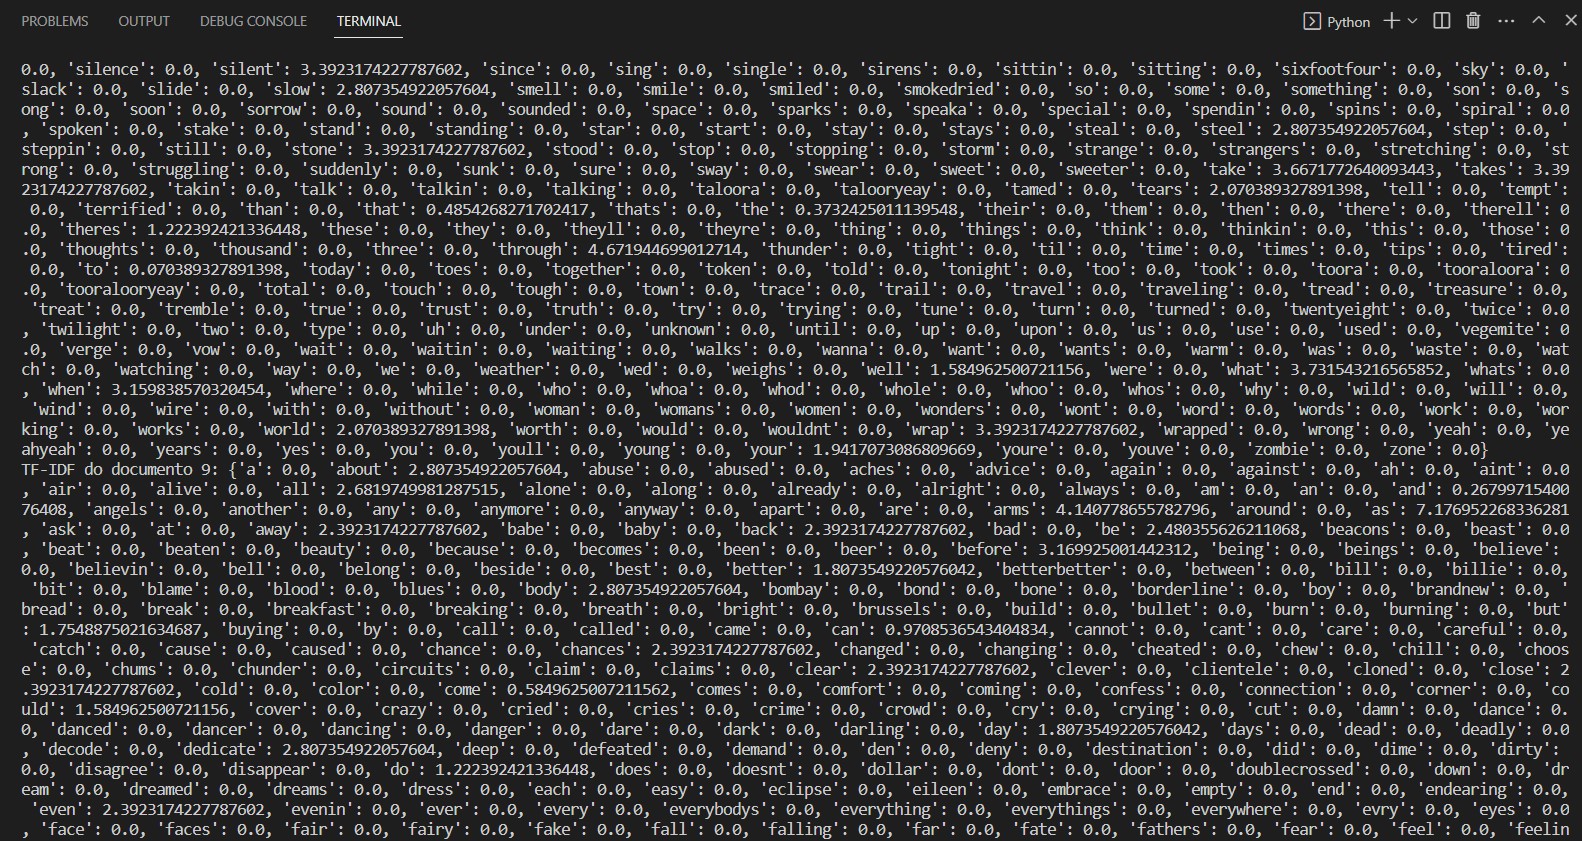 PROBLEMS OUTPUT DEBUG CONSOLE TERMINAL Python
0.0, 'silence': 0.0, 'silent': 3.3923174227787602, 'since': 0.0, 'sing': 0.0, 'single': 0.0, 'sirens': 0.0, 'sittin': 0.0, 'sitting': 0.0, 'sixfootfour': 0.0, 'sky': 0.0, '
slack': 0.0, 'slide': 0.0, 'slow': 2.807354922057604, 'smell': 0.0, 'smile': 0.0, 'smiled': 0.0, 'smokedried': 0.0, 'so': 0.0, 'some': 0.0, 'something': 0.0, 'son': 0.0, 's
ong': 0.0, 'soon': 0.0, 'sorrow': 0.0, 'sound': 0.0, 'sounded': 0.0, 'space': 0.0, 'sparks': 0.0, 'speaka': 0.0, 'special': 0.0, 'spendin': 0.0, 'spins': 0.0, 'spiral': 0.0
, 'spoken': 0.0, 'stake': 0.0, 'stand': 0.0, 'standing': 0.0, 'star': 0.0, 'start': 0.0, 'stay': 0.0, 'stays': 0.0, 'steal': 0.0, 'steel': 2.807354922057604, 'step': 0.0, '
steppin': 0.0, 'still': 0.0, 'stone': 3.3923174227787602, 'stood': 0.0, 'stop': 0.0, 'stopping': 0.0, 'storm': 0.0, 'strange': 0.0, 'strangers': 0.0, 'stretching': 0.0, 'st
rong': 0.0, 'struggling': 0.0, 'suddenly': 0.0, 'sunk': 0.0, 'sure': 0.0, 'sway': 0.0, 'swear': 0.0, 'sweet': 0.0, 'sweeter': 0.0, 'take': 3.6671772640093443, 'takes': 3.39
23174227787602, 'takin': 0.0, 'talk': 0.0, 'talkin': 0.0, 'talking': 0.0, 'taloora': 0.0, 'talooryeay': 0.0, 'tamed': 0.0, 'tears': 2.070389327891398, 'tell': 0.0, 'tempt':
 0.0, 'terrified': 0.0, 'than': 0.0, 'that': 0.4854268271702417, 'thats': 0.0, 'the': 0.3732425011139548, 'their': 0.0, 'them': 0.0, 'then': 0.0, 'there': 0.0, 'therell': 0
.0, 'theres': 1.222392421336448, 'these': 0.0, 'they': 0.0, 'theyll': 0.0, 'theyre': 0.0, 'thing': 0.0, 'things': 0.0, 'think': 0.0, 'thinkin': 0.0, 'this': 0.0, 'those': 0
.0, 'thoughts': 0.0, 'thousand': 0.0, 'three': 0.0, 'through': 4.671944699012714, 'thunder': 0.0, 'tight': 0.0, 'til': 0.0, 'time': 0.0, 'times': 0.0, 'tips': 0.0, 'tired':
 0.0, 'to': 0.070389327891398, 'today': 0.0, 'toes': 0.0, 'together': 0.0, 'token': 0.0, 'told': 0.0, 'tonight': 0.0, 'too': 0.0, 'took': 0.0, 'toora': 0.0, 'tooraloora': 0
.0, 'tooralooryeay': 0.0, 'total': 0.0, 'touch': 0.0, 'tough': 0.0, 'town': 0.0, 'trace': 0.0, 'trail': 0.0, 'travel': 0.0, 'traveling': 0.0, 'tread': 0.0, 'treasure': 0.0,
 'treat': 0.0, 'tremble': 0.0, 'true': 0.0, 'trust': 0.0, 'truth': 0.0, 'try': 0.0, 'trying': 0.0, 'tune': 0.0, 'turn': 0.0, 'turned': 0.0, 'twentyeight': 0.0, 'twice': 0.0
, 'twilight': 0.0, 'two': 0.0, 'type': 0.0, 'uh': 0.0, 'under': 0.0, 'unknown': 0.0, 'until': 0.0, 'up': 0.0, 'upon': 0.0, 'us': 0.0, 'use': 0.0, 'used': 0.0, 'vegemite': 0
.0, 'verge': 0.0, 'vow': 0.0, 'wait': 0.0, 'waitin': 0.0, 'waiting': 0.0, 'walks': 0.0, 'wanna': 0.0, 'want': 0.0, 'wants': 0.0, 'warm': 0.0, 'was': 0.0, 'waste': 0.0, 'wat
ch': 0.0, 'watching': 0.0, 'way': 0.0, 'we': 0.0, 'weather': 0.0, 'wed': 0.0, 'weighs': 0.0, 'well': 1.584962500721156, 'were': 0.0, 'what': 3.731543216565852, 'whats': 0.0
, 'when': 3.159838570320454, 'where': 0.0, 'while': 0.0, 'who': 0.0, 'whoa': 0.0, 'whod': 0.0, 'whole': 0.0, 'whoo': 0.0, 'whos': 0.0, 'why': 0.0, 'wild': 0.0, 'will': 0.0,
 'wind': 0.0, 'wire': 0.0, 'with': 0.0, 'without': 0.0, 'woman': 0.0, 'womans': 0.0, 'women': 0.0, 'wonders': 0.0, 'wont': 0.0, 'word': 0.0, 'words': 0.0, 'work': 0.0, 'wor
king': 0.0, 'works': 0.0, 'world': 2.070389327891398, 'worth': 0.0, 'would': 0.0, 'wouldnt': 0.0, 'wrap': 3.3923174227787602, 'wrapped': 0.0, 'wrong': 0.0, 'yeah': 0.0, 'ye
ahyeah': 0.0, 'years': 0.0, 'yes': 0.0, 'you': 0.0, 'youll': 0.0, 'young': 0.0, 'your': 1.9417073086809669, 'youre': 0.0, 'youve': 0.0, 'zombie': 0.0, 'zone': 0.0}
TF-IDF do documento 9: {'a': 0.0, 'about': 2.807354922057604, 'abuse': 0.0, 'abused': 0.0, 'aches': 0.0, 'advice': 0.0, 'again': 0.0, 'against': 0.0, 'ah': 0.0, 'aint': 0.0
, 'air': 0.0, 'alive': 0.0, 'all': 2.6819749981287515, 'alone': 0.0, 'along': 0.0, 'already': 0.0, 'alright': 0.0, 'always': 0.0, 'am': 0.0, 'an': 0.0, 'and': 0.26799715400
76408, 'angels': 0.0, 'another': 0.0, 'any': 0.0, 'anymore': 0.0, 'anyway': 0.0, 'apart': 0.0, 'are': 0.0, 'arms': 4.140778655782796, 'around': 0.0, 'as': 7.176952268336281
, 'ask': 0.0, 'at': 0.0, 'away': 2.3923174227787602, 'babe': 0.0, 'baby': 0.0, 'back': 2.3923174227787602, 'bad': 0.0, 'be': 2.480355626211068, 'beacons': 0.0, 'beast': 0.0
, 'beat': 0.0, 'beaten': 0.0, 'beauty': 0.0, 'because': 0.0, 'becomes': 0.0, 'been': 0.0, 'beer': 0.0, 'before': 3.169925001442312, 'being': 0.0, 'beings': 0.0, 'believe':
0.0, 'believin': 0.0, 'bell': 0.0, 'belong': 0.0, 'beside': 0.0, 'best': 0.0, 'better': 1.8073549220576042, 'betterbetter': 0.0, 'between': 0.0, 'bill': 0.0, 'billie': 0.0,
 'bit': 0.0, 'blame': 0.0, 'blood': 0.0, 'blues': 0.0, 'body': 2.807354922057604, 'bombay': 0.0, 'bond': 0.0, 'bone': 0.0, 'borderline': 0.0, 'boy': 0.0, 'brandnew': 0.0, '
bread': 0.0, 'break': 0.0, 'breakfast': 0.0, 'breaking': 0.0, 'breath': 0.0, 'bright': 0.0, 'brussels': 0.0, 'build': 0.0, 'bullet': 0.0, 'burn': 0.0, 'burning': 0.0, 'but'
: 1.7548875021634687, 'buying': 0.0, 'by': 0.0, 'call': 0.0, 'called': 0.0, 'came': 0.0, 'can': 0.9708536543404834, 'cannot': 0.0, 'cant': 0.0, 'care': 0.0, 'careful': 0.0,
 'catch': 0.0, 'cause': 0.0, 'caused': 0.0, 'chance': 0.0, 'chances': 2.3923174227787602, 'changed': 0.0, 'changing': 0.0, 'cheated': 0.0, 'chew': 0.0, 'chill': 0.0, 'choos
e': 0.0, 'chums': 0.0, 'chunder': 0.0, 'circuits': 0.0, 'claim': 0.0, 'claims': 0.0, 'clear': 2.3923174227787602, 'clever': 0.0, 'clientele': 0.0, 'cloned': 0.0, 'close': 2
.3923174227787602, 'cold': 0.0, 'color': 0.0, 'come': 0.5849625007211562, 'comes': 0.0, 'comfort': 0.0, 'coming': 0.0, 'confess': 0.0, 'connection': 0.0, 'corner': 0.0, 'co
uld': 1.584962500721156, 'cover': 0.0, 'crazy': 0.0, 'cried': 0.0, 'cries': 0.0, 'crime': 0.0, 'crowd': 0.0, 'cry': 0.0, 'crying': 0.0, 'cut': 0.0, 'damn': 0.0, 'dance': 0.
0, 'danced': 0.0, 'dancer': 0.0, 'dancing': 0.0, 'danger': 0.0, 'dare': 0.0, 'dark': 0.0, 'darling': 0.0, 'day': 1.8073549220576042, 'days': 0.0, 'dead': 0.0, 'deadly': 0.0
, 'decode': 0.0, 'dedicate': 2.807354922057604, 'deep': 0.0, 'defeated': 0.0, 'demand': 0.0, 'den': 0.0, 'deny': 0.0, 'destination': 0.0, 'did': 0.0, 'dime': 0.0, 'dirty':
0.0, 'disagree': 0.0, 'disappear': 0.0, 'do': 1.222392421336448, 'does': 0.0, 'doesnt': 0.0, 'dollar': 0.0, 'dont': 0.0, 'door': 0.0, 'doublecrossed': 0.0, 'down': 0.0, 'dr
eam': 0.0, 'dreamed': 0.0, 'dreams': 0.0, 'dress': 0.0, 'each': 0.0, 'easy': 0.0, 'eclipse': 0.0, 'eileen': 0.0, 'embrace': 0.0, 'empty': 0.0, 'end': 0.0, 'endearing': 0.0,
 'even': 2.3923174227787602, 'evenin': 0.0, 'ever': 0.0, 'every': 0.0, 'everybodys': 0.0, 'everything': 0.0, 'everythings': 0.0, 'everywhere': 0.0, 'evry': 0.0, 'eyes': 0.0
, 'face': 0.0, 'faces': 0.0, 'fair': 0.0, 'fairy': 0.0, 'fake': 0.0, 'fall': 0.0, 'falling': 0.0, 'far': 0.0, 'fate': 0.0, 'fathers': 0.0, 'fear': 0.0, 'feel': 0.0, 'feelin